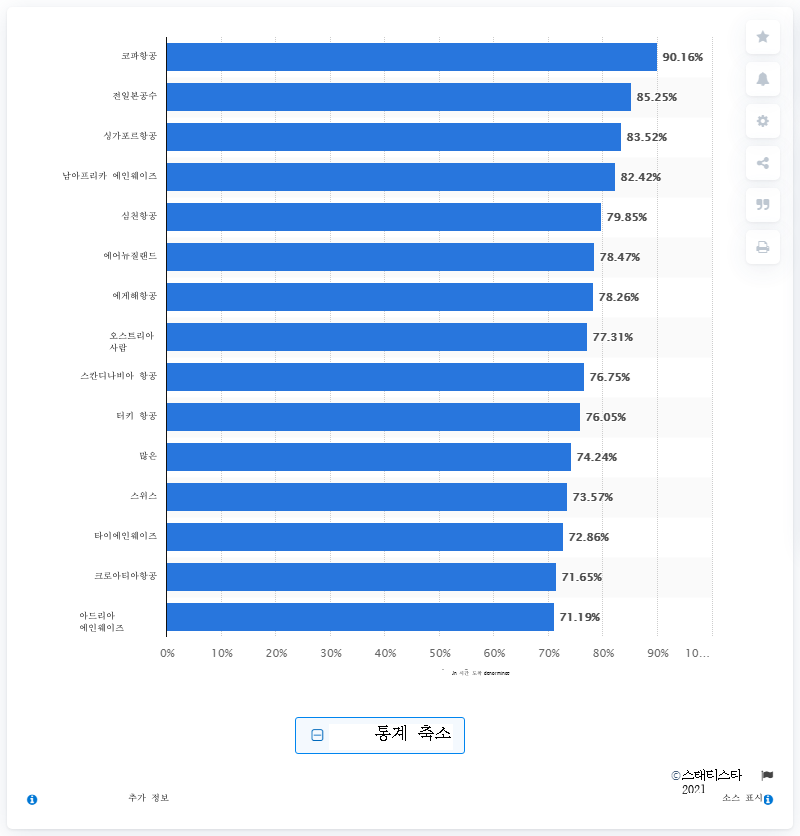 코파항공 90.16%
전일본공수 85.25%
싱가포르항공 83.52%
남아프리카 에인웨이즈 82.42%
심천항공 79.85%
에어뉴질랜드 78.47%
에게해항공 78.26%
오스트리아
사람 77.31%
스칸디나비아 항공 76.75%
터키 항공 76.05%
많은 74.24%
스위스 73.57%
타이에인웨이즈 72.86%
크로아티아항공 71.65%
아드리아
에인웨이즈 71.19%
0% 10% 20% 30% 40% 50% 60% 70% 80% 90% 10…
통계 축소
©스태티스타
2021
추가 정보 소스 표시